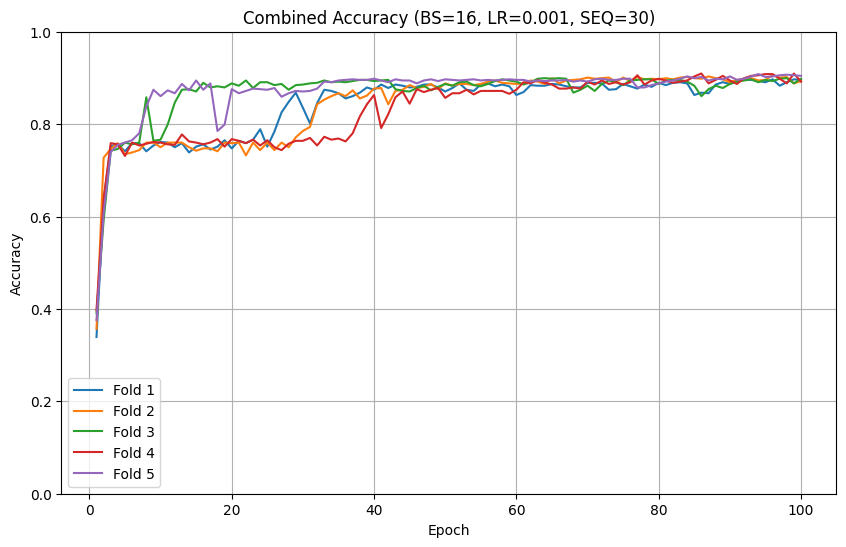 Combined Accuracy (BS=16, LR=0.001, SEQ=30)
1.0
0.8
0.6
0.4
0.2
0.0
Accuracy
Fold 1
Fold 2
Fold 3
Fold 4
Fold 5
0 20 40 60 80 100
Epoch